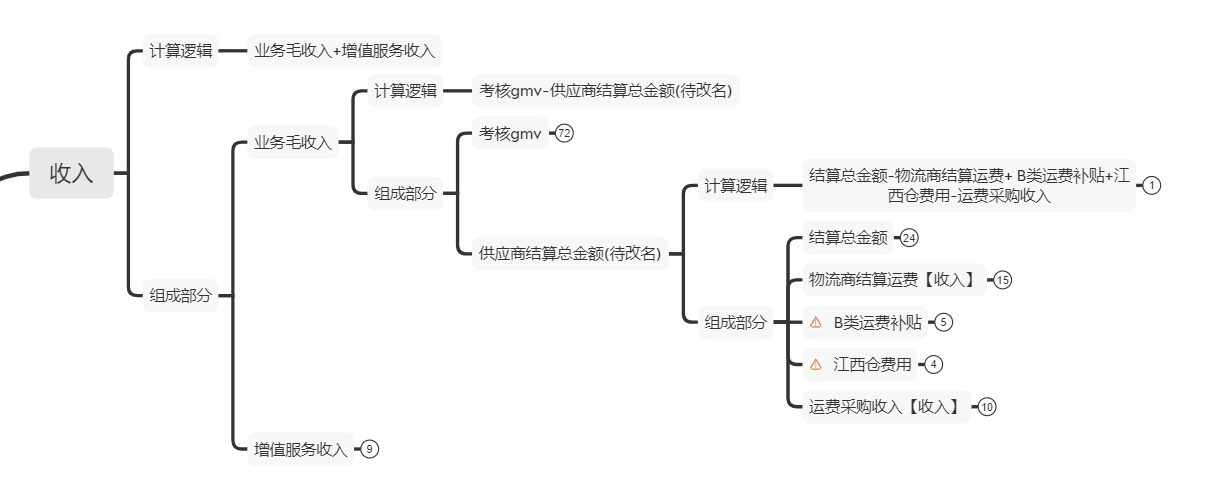 计算逻辑
业务毛收入+增值服务收入
计算逻辑
考核gmv-供应商结算总金额(待改名)
业务毛收入
考核gmv
72
收入
计算逻辑
结算总金额-物流商结算运费+ B类运费补贴+江
西仓费用-运费采购收入
1
组成部分
结算总金额
24
供应商结算总金额(待改名)
物流商结算运费【收入】
15
组成部分
组成部分
B类运费补贴
5
江西仓费用
4
运费采购收入【收入】
10
增值服务收入
9